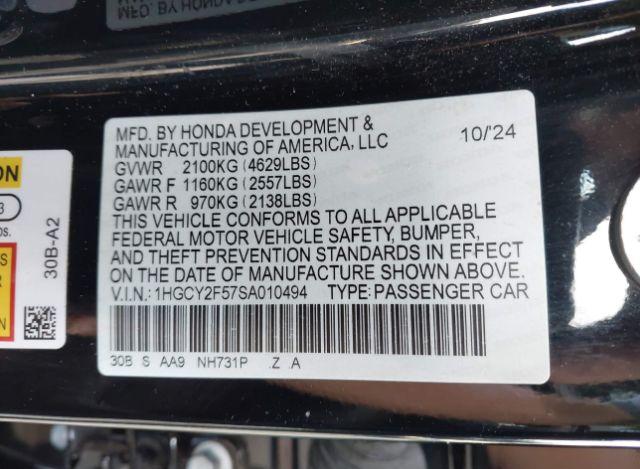 MFD. BY HONDA DEVELOPMENT &
MANUFACTURING OF AMERICA, LLC 10/'24
GVWR 2100KG (4629LBS)
GAWR F 1160KG (2557LBS)
GAWR R 970KG (2138LBS)
THIS VEHICLE CONFORMS TO ALL APPLICABLE
FEDERAL MOTOR VEHICLE SAFETY, BUMPER,
AND THEFT PREVENTION STANDARDS IN EFFECT
ON THE DATE OF MANUFACTURE SHOWN ABOVE.
V.I.N.: 1HGCY2F57SA010494 TYPE: PASSENGER CAR
30B S AA9 NH731P .Z .A
30B-A2
3